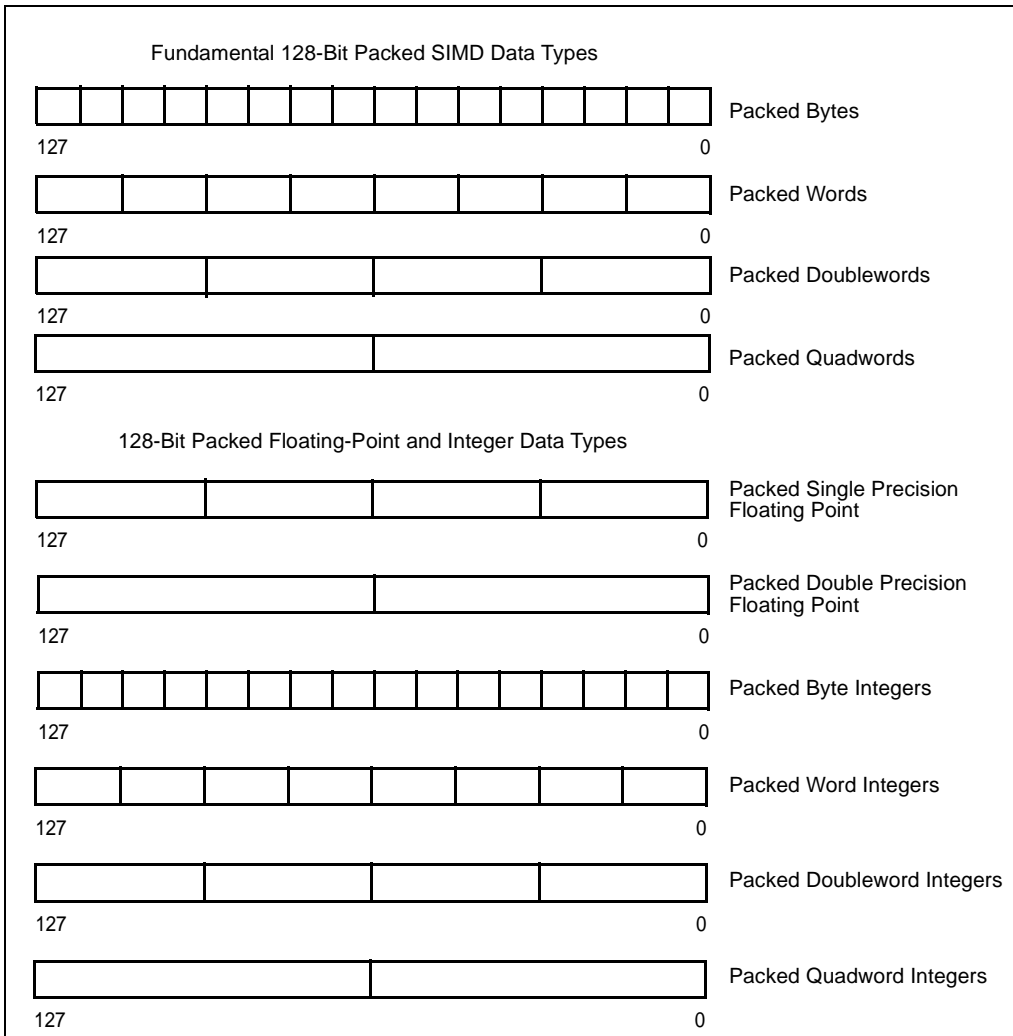 Fundamental 128-Bit Packed SIMD Data Types
Packed Bytes
127 0
Packed Words
127 0
Packed Doublewords
127 0
Packed Quadwords
127 0
128-Bit Packed Floating-Point and Integer Data Types
Packed Single Precision
Floating Point
127 0
Packed Double Precision
Floating Point
127 0
Packed Byte Integers
127 0
Packed Word Integers
127 0
Packed Doubleword Integers
127 0
Packed Quadword Integers
127 0